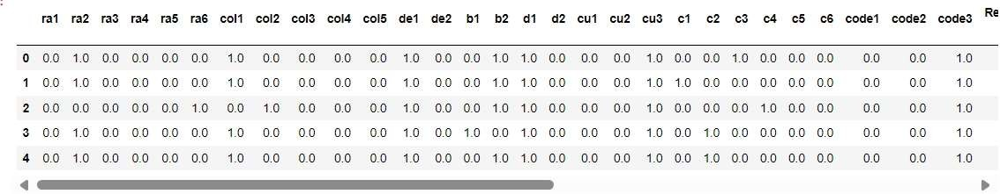 Re
ra1 ra2 ra3 ra4 ra5 ra6 col1 col2 col3 col4 col5 de1 de2 b1 b2 d1 d2 cu1 cu2 cu3 c1 c2 c3 c4 c5 c6 code1 code2 code3
0 0.0 1.0 0.0 0.0 0.0 0.0 1.0 0.0 0.0 0.0 0.0 1.0 0.0 0.0 1.0 1.0 0.0 0.0 0.0 1.0 0.0 0.0 1.0 0.0 0.0 0.0 0.0 0.0 1.0
1 0.0 1.0 0.0 0.0 0.0 0.0 1.0 0.0 0.0 0.0 0.0 1.0 0.0 0.0 1.0 1.0 0.0 0.0 0.0 1.0 1.0 0.0 0.0 0.0 0.0 0.0 0.0 0.0 1.0
2 0.0 0.0 0.0 0.0 0.0 1.0 0.0 1.0 0.0 0.0 0.0 1.0 0.0 0.0 1.0 1.0 0.0 0.0 0.0 1.0 0.0 0.0 0.0 1.0 0.0 0.0 0.0 0.0 1.0
3 0.0 1.0 0.0 0.0 0.0 0.0 1.0 0.0 0.0 0.0 0.0 1.0 0.0 1.0 0.0 1.0 0.0 0.0 0.0 1.0 0.0 1.0 0.0 0.0 0.0 0.0 0.0 0.0 1.0
4 0.0 1.0 0.0 0.0 0.0 0.0 1.0 0.0 0.0 0.0 0.0 1.0 0.0 0.0 1.0 1.0 0.0 0.0 0.0 1.0 0.0 1.0 0.0 0.0 0.0 0.0 0.0 0.0 1.0